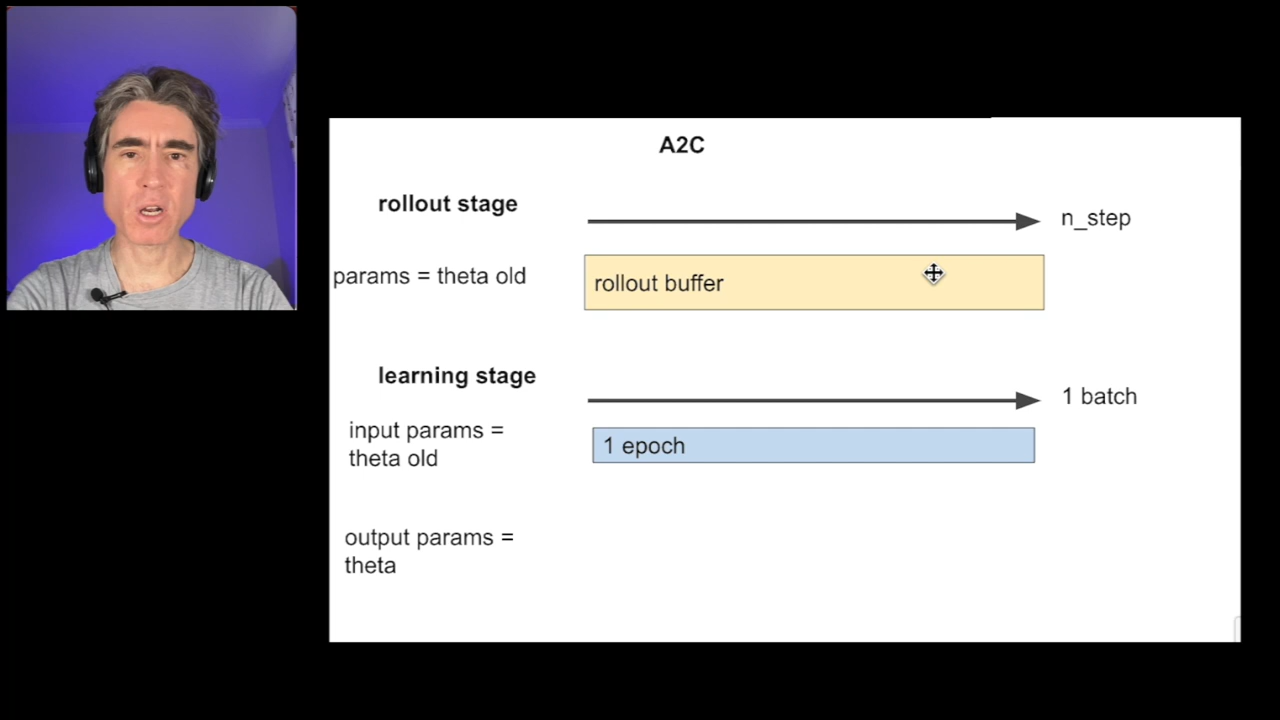 A2C
rollout stage
n_step
params = theta old
rollout buffer
learning stage
1 batch
input params =
theta old
1 epoch
output params =
theta